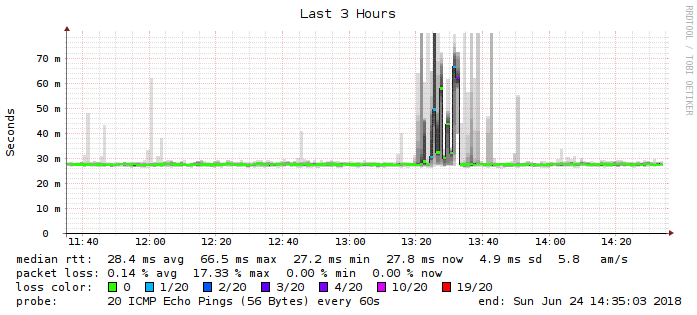 Last 3 Hours
RRDTOOL / TOBI OETIKER
Seconds
70 m
60 m
50 m
40 m
30 m
20 m
10 m
0
11:40 12:00 12:20 12:40 13:00 13:20 13:40 14:00 14:20
median rtt: 28.4 ms avg 66.5 ms max 27.2 ms min 27.8 ms now 4.9 ms sd 5.8 am/s
packet loss: 0.14 % avg 17.33 % max 0.00 % min 0.00 % now
loss color: 0 1/20 2/20 3/20 4/20 10/20 19/20
probe: 20 ICMP Echo Pings (56 Bytes) every 60s end: Sun Jun 24 14:35:03 2018